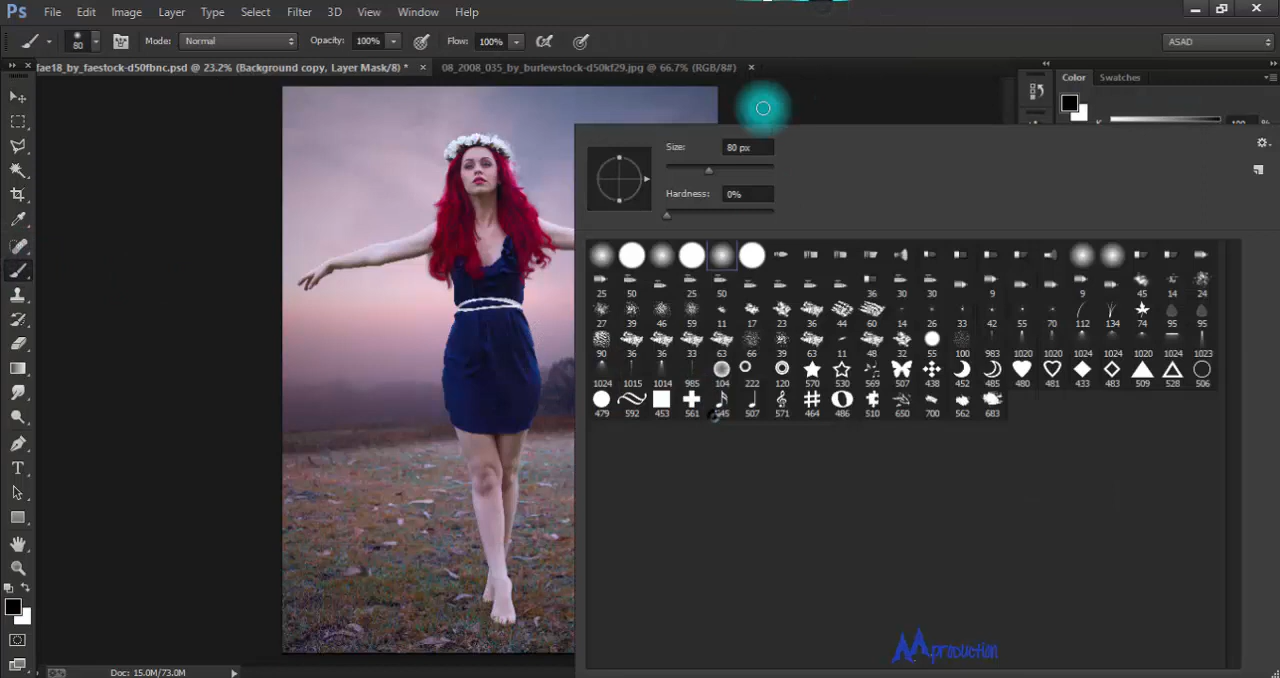 Ps File Edit Image Layer Type Select Filter 3D View Window Help
80 Mode: Normal Opacity: 100% Flow: 100% ASAD
fae18_by_faestock-d50fbnc.psd @ 23.2% (Background copy, Layer Mask/8) * × 08_2008_035_by_burlewstock-d50kf29.jpg @ 66.7% (RGB/8#) ×
Color Swatches
K
Size: 80 px
Hardness: 0%
25 50 25 50 36 30 30 9 9 45 14 24
27 39 46 59 11 17 23 36 44 60 14 26 33 42 55 70 112 134 74 95 95
90 36 36 33 63 66 39 63 11 48 32 55 100 983 1020 1020 1024 1024 1020 1024 1023
1024 1015 1014 985 104 222 120 570 530 569 507 438 452 485 480 481 433 483 509 528 506
479 592 453 561 545 507 571 464 486 510 650 700 562 683
Mproduction
Doc: 15.0M/73.0M